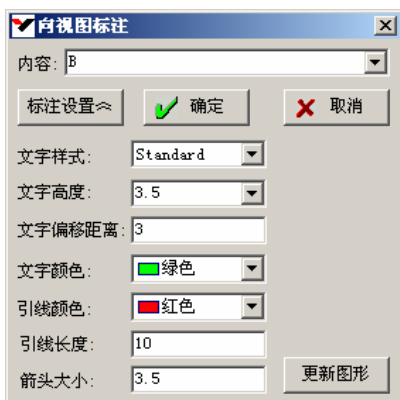 向视图标注
内容: B
标注设置︽ 确定 取消
文字样式: Standard
文字高度: 3.5
文字偏移距离: 3
文字颜色: 绿色
引线颜色: 红色
引线长度: 10
箭头大小: 3.5 更新图形